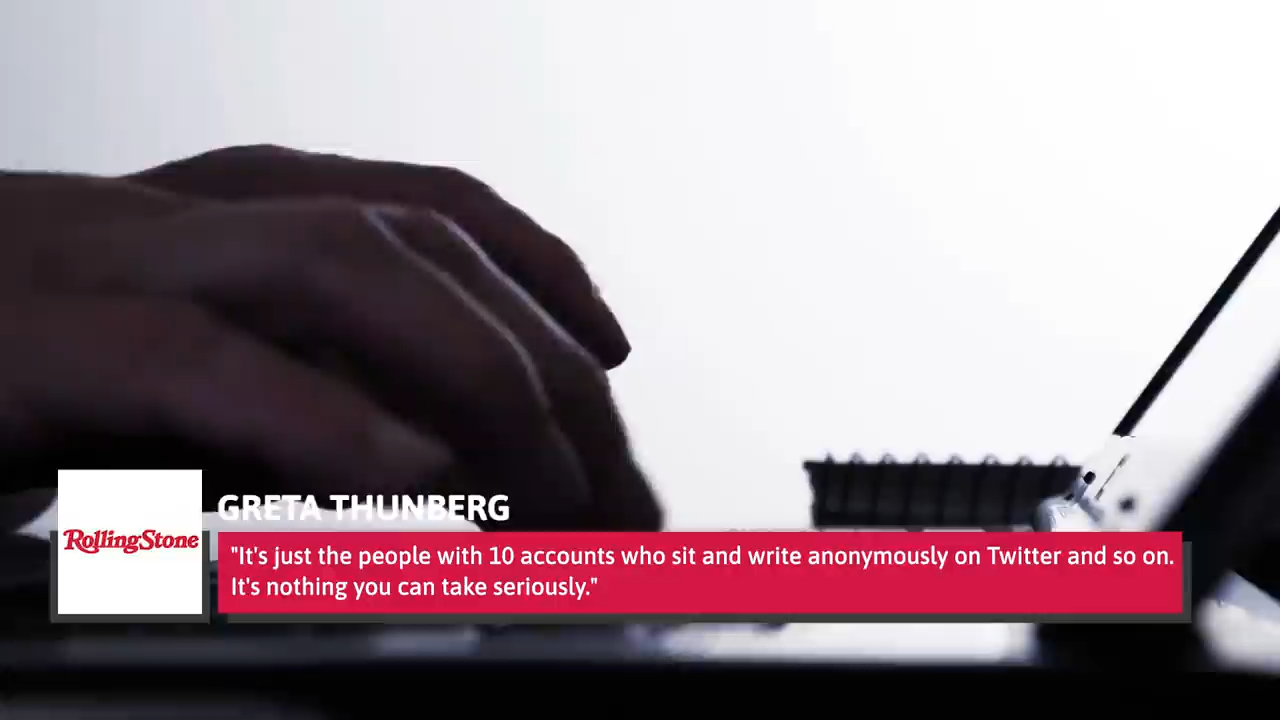 GRETA THUNBERG
RollingStone
"It's just the people with 10 accounts who sit and write anonymously on Twitter and so on.
It's nothing you can take seriously."